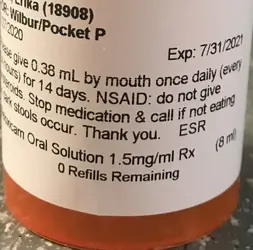 Erika (18908)
Wilbur/Pocket P
2020
Exp: 7/31/2021
give 0.38 mL by mouth once daily (every
hours) for 14 days. NSAID: do not give
Stop medication & call if not eating
stools occur. Thank you. ESR
Oral Solution 1.5mg/ml Rx (8 ml)
0 Refills Remaining